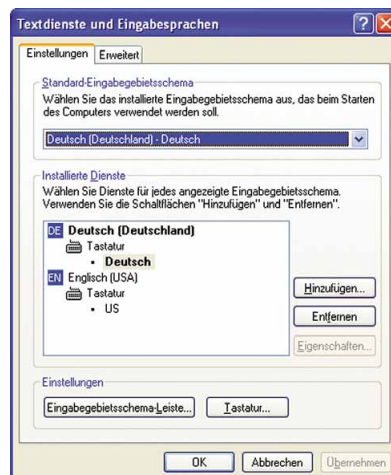 Textdienste und Eingabesprachen
Einstellungen
Erweitert
Standard-Eingabegebietsschema
Wählen Sie das installierte Eingabegebietsschema aus, das beim Starten
des Computers verwendet werden soll.
Deutsch (Deutschland) - Deutsch
Installierte Dienste
Wählen Sie Dienste für jedes angezeigte Eingabegebietsschema.
Verwenden Sie die Schaltflächen "Hinzufügen" und "Entfernen".
DE Deutsch (Deutschland)
Tastatur
• Deutsch
EN Englisch (USA)
Tastatur
• US
Hinzufügen...
Entfernen
Eigenschaften...
Einstellungen
Eingabegebietsschema-Leiste...
Tastatur...
OK
Abbrechen
Übernehmen